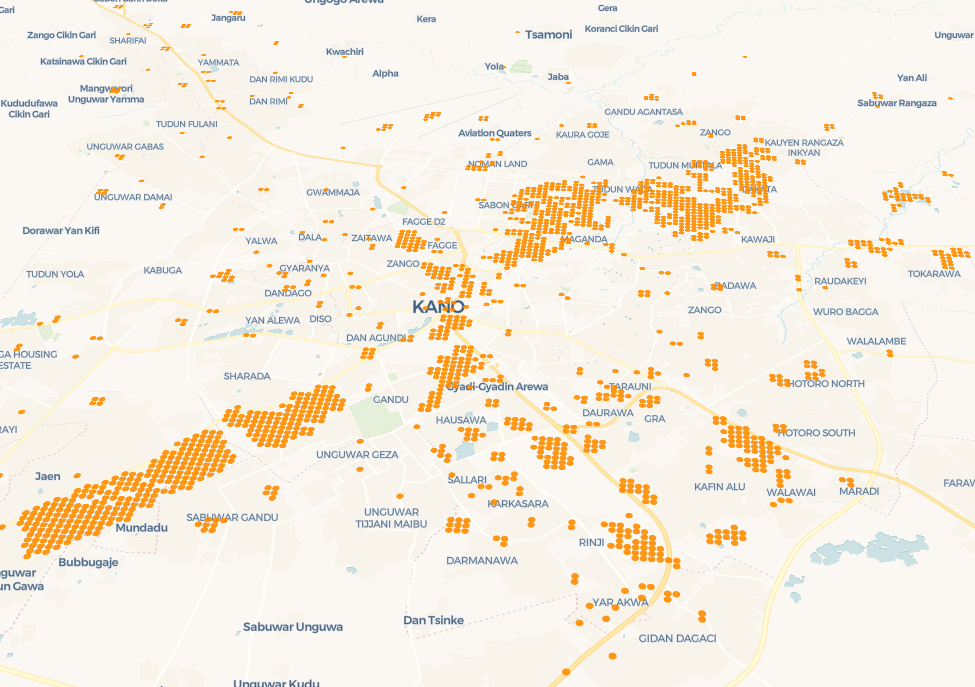 Ungogo Arewa
Gera
Gari
Jangaru
Kera
Koranci Cikin Gari
Zango Cikin Gari
SHARIFAI
Tsamoni
Unguwar
Kwachiri
Katsinawa Cikin Gari
YAMMATA
Alpha
Yola
Jaba
DAN RIMI KUDU
Yan Ali
Mangwarori
Unguwar Yamma
DAN RIMI
Kududufawa
Cikin Gari
Sabuwar Rangaza
GANDU AGANTASA
TUDUN FULANI
Aviation Quaters
KAURA GOJE
ZANGO
UNGUWAR GABAS
KAUYEN RANGAZA
INKYAN
NOMAN LAND
GAMA
TUDUN MURTALA
UNGUWAR DAMAI
GWAMMAJA
TUDUN WADA
SABON GARI
FAGGE D2
Dorawar Yan Kifi
YALWA
DALA
ZAITAWA
FAGGE
MAGANDA
KAWAJI
TUDUN YOLA
KABUGA
GYARANYA
ZANGO
TOKARAWA
RAUDAKEYI
DANDAGO
BADAWA
KANO
ZANGO
WURO BAGGA
YAN ALEWA
DISO
DAN AGUNDI
WALALAMBE
GA HOUSING
ESTATE
SHARADA
Gyadi-Gyadin Arewa
TARAUNI
HOTORO NORTH
GANDU
DAURAWA
GRA
HAUSAWA
RAYI
HOTORO SOUTH
UNGUWAR GEZA
Jaen
SALLARI
KAFIN ALU
WALAWAI
MARADI
FARAW
KARKASARA
SABUWAR GANDU
UNGUWAR
TIJJANI MAIBU
Mundadu
RINJI
Bubbugaje
DARMANAWA
nguwar
un Gawa
YAR AKWA
Dan Tsinke
Sabuwar Unguwa
GIDAN DAGACI
Unguwar Kudu